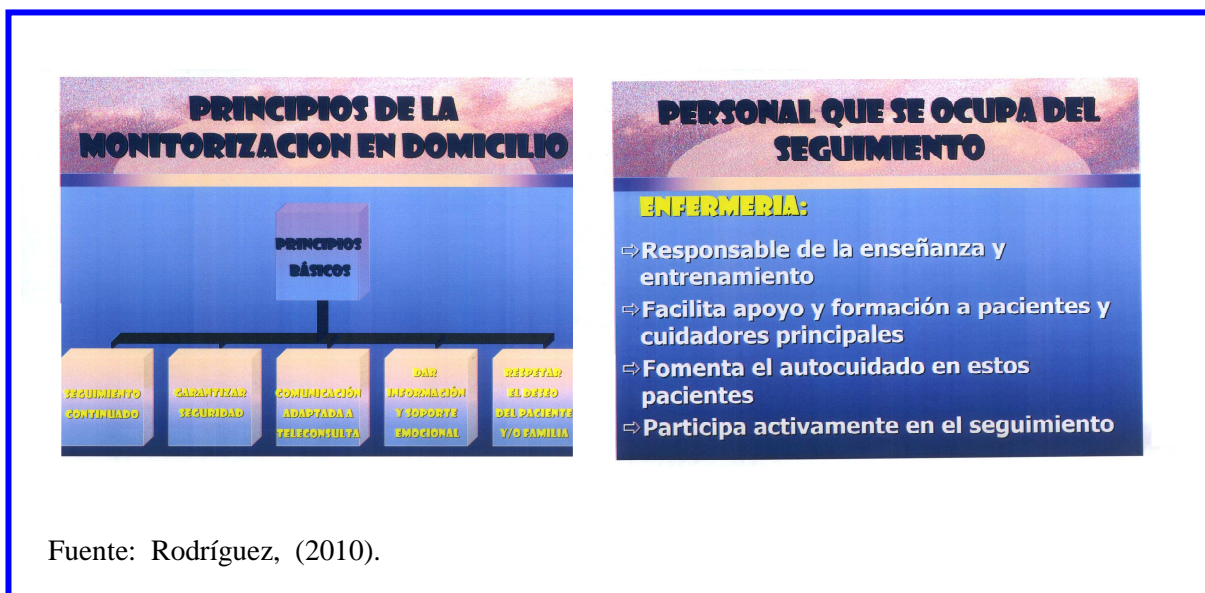 PRINCIPIOS DE LA
MONITORIZACION EN DOMICILIO
PRINCIPIOS
BÁSICOS
SEGUIMIENTO
CONTINUADO
GARANTIZAR
SEGURIDAD
COMUNICACIÓN
ADAPTADA A
TELECONSULTA
DAR
INFORMACIÓN
Y SOPORTE
EMOCIONAL
RESPETAR
EL DESEO
DEL PACIENTE
Y/O FAMILIA
PERSONAL QUE SE OCUPA DEL
SEGUIMIENTO
ENFERMERIA:
⇨Responsable de la enseñanza y
entrenamiento
⇨Facilita apoyo y formación a pacientes y
cuidadores principales
⇨Fomenta el autocuidado en estos
pacientes
⇨Participa activamente en el seguimiento
Fuente: Rodríguez, (2010).